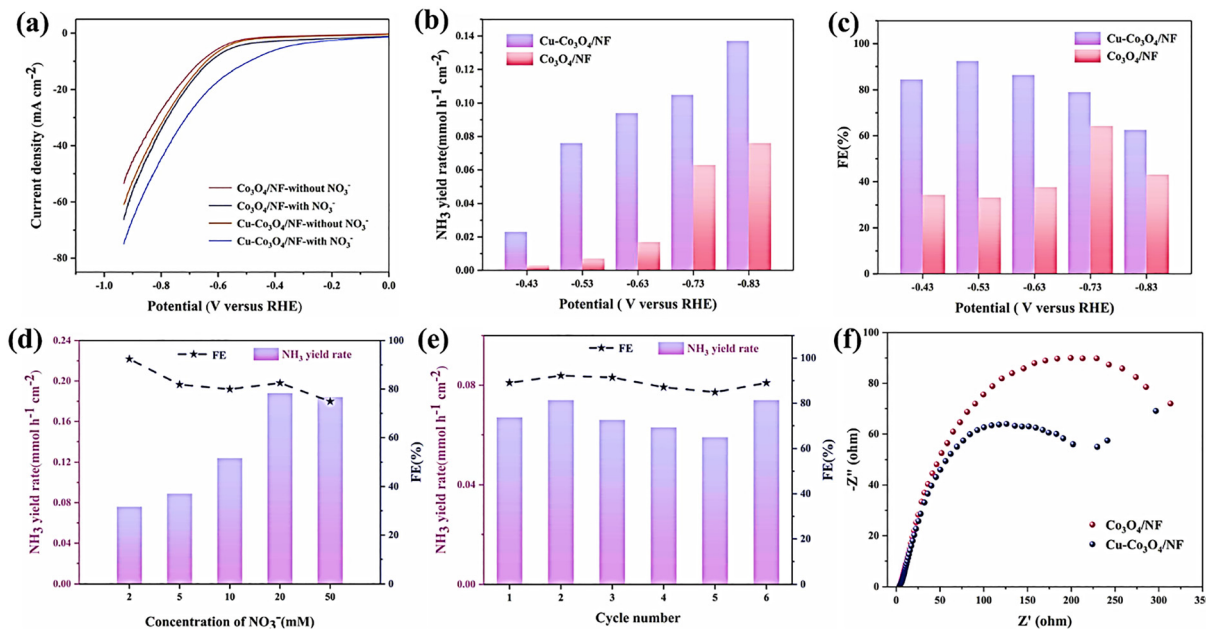 (a)
0
-20
-40
-60
-80
Current density (mA cm⁻²)
Co₃O₄/NF-without NO₃⁻
Co₃O₄/NF-with NO₃⁻
Cu-Co₃O₄/NF-without NO₃⁻
Cu-Co₃O₄/NF-with NO₃⁻
-1.0 -0.8 -0.6 -0.4 -0.2 0.0
Potential (V versus RHE)
(b)
0.14
0.12
0.10
0.08
0.06
0.04
0.02
0.00
NH₃ yield rate(mmol h⁻¹ cm⁻²)
Cu-Co₃O₄/NF
Co₃O₄/NF
-0.43 -0.53 -0.63 -0.73 -0.83
Potential ( V versus RHE)
(c)
100
80
60
40
20
0
FE(%)
Cu-Co₃O₄/NF
Co₃O₄/NF
-0.43 -0.53 -0.63 -0.73 -0.83
Potential ( V versus RHE)
(d)
0.24
0.20
0.16
0.12
0.08
0.04
0.00
NH₃ yield rate(mmol h⁻¹ cm⁻²)
FE
NH₃ yield rate
100
80
60
40
20
0
FE(%)
2 5 10 20 50
Concentration of NO₃⁻(mM)
(e)
0.08
0.04
0.00
NH₃ yield rate(mmol h⁻¹ cm⁻²)
FE
NH₃ yield rate
100
80
60
40
20
0
FE(%)
1 2 3 4 5 6
Cycle number
(f)
100
80
60
40
20
0
-Z'' (ohm)
Co₃O₄/NF
Cu-Co₃O₄/NF
0 50 100 150 200 250 300 350
Z' (ohm)